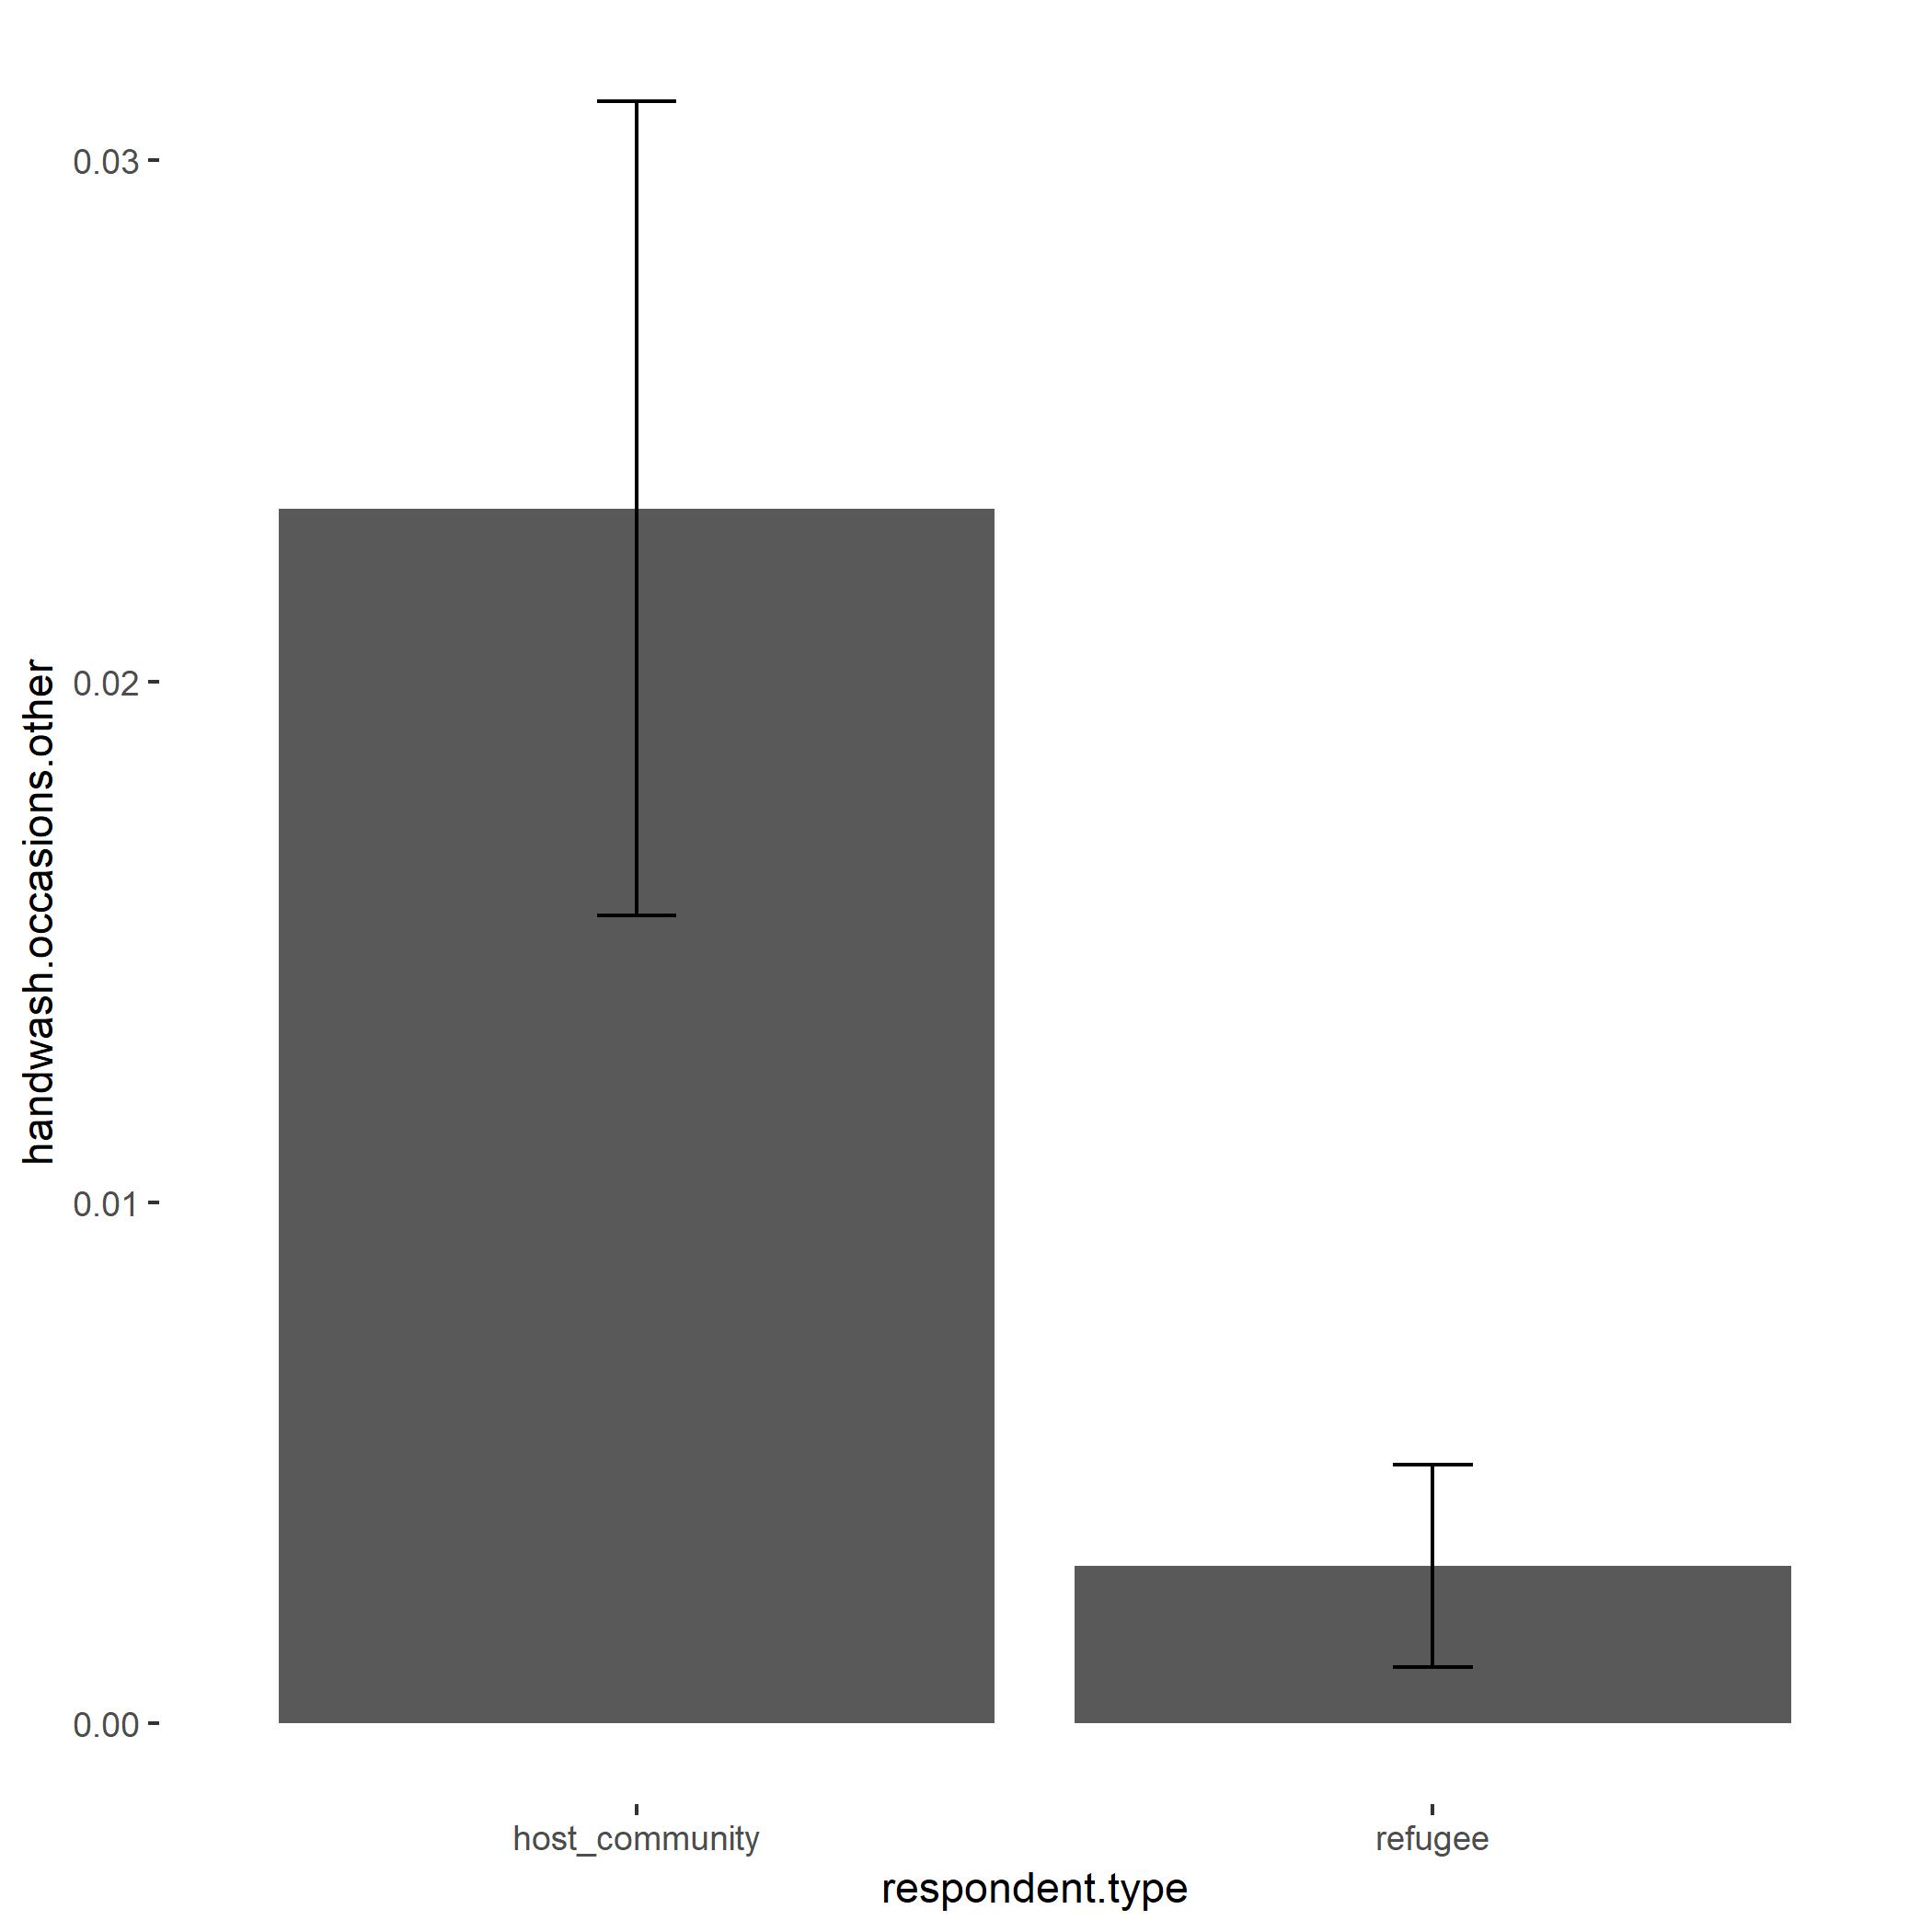 handwash.occasions.other
0.03
0.02
0.01
0.00
host_community
refugee
respondent.type